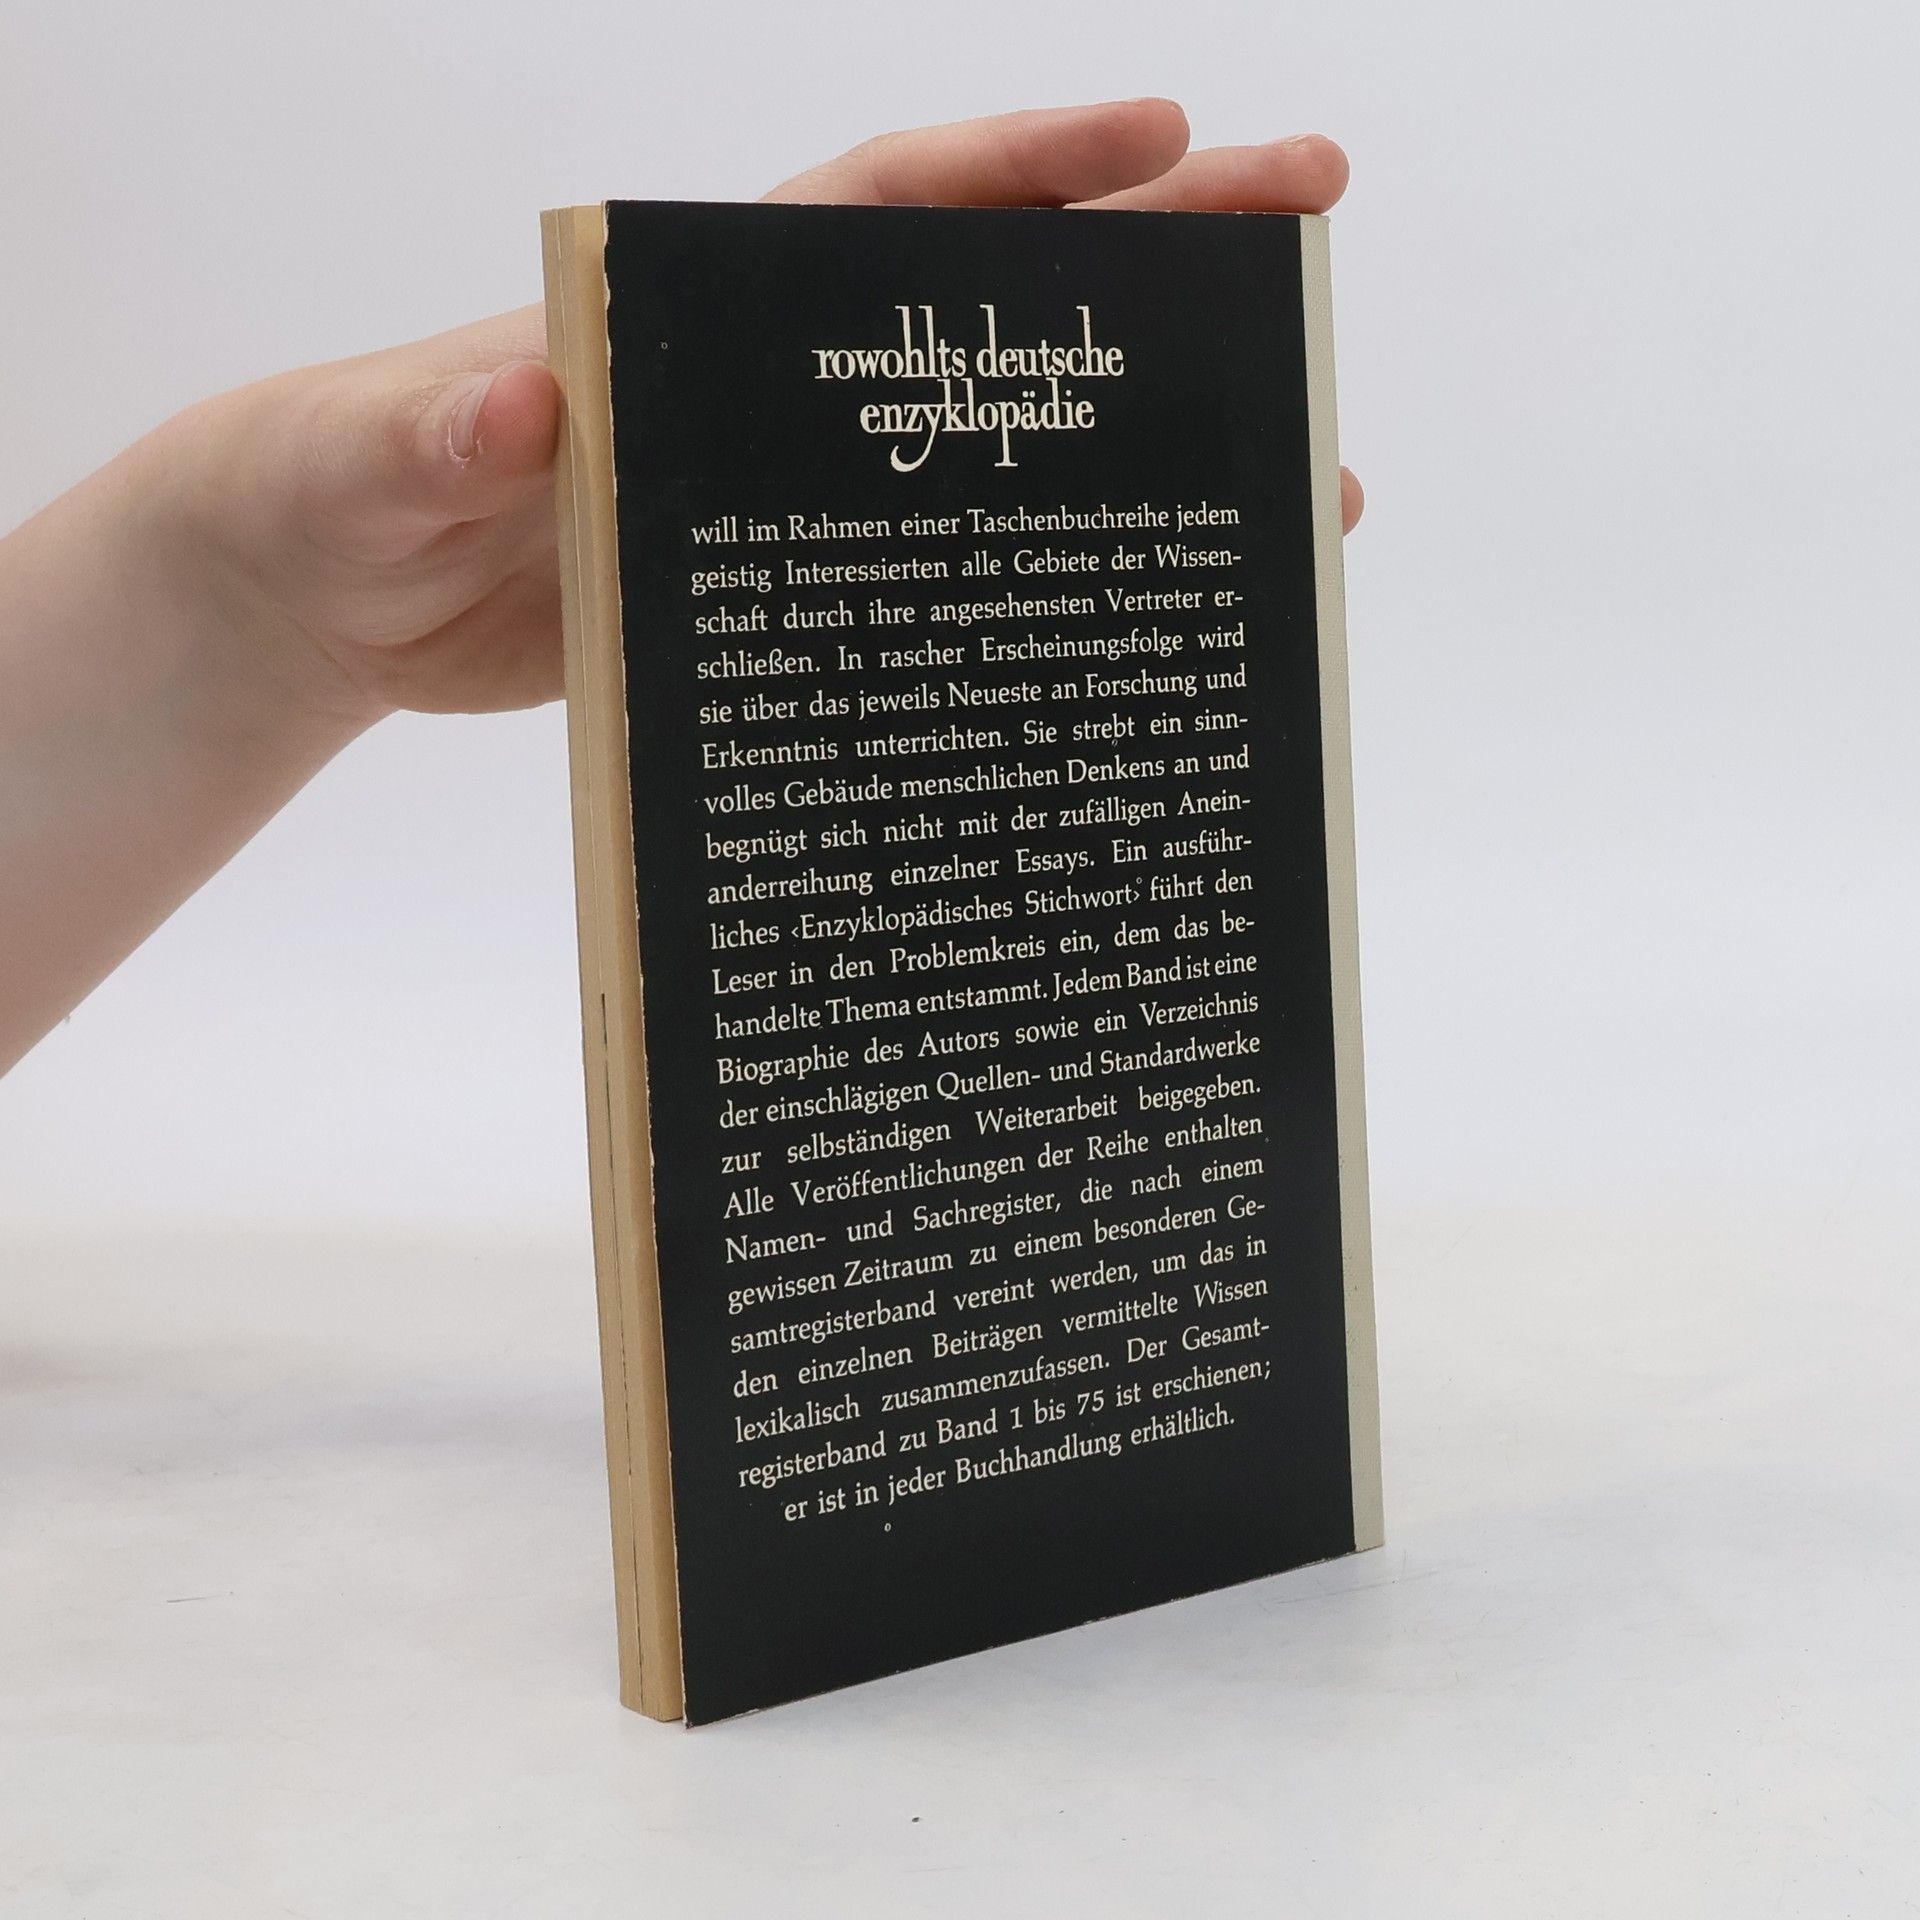 rowohlts deutsche
enzyklopädie
will im Rahmen einer Taschenbuchreihe jedem
geistig Interessierten alle Gebiete der Wissen-
schaft durch ihre angesehensten Vertreter er-
schließen. In rascher Erscheinungsfolge wird
sie über das jeweils Neueste an Forschung und
Erkenntnis unterrichten. Sie strebt ein sinn-
volles Gebäude menschlichen Denkens an und
begnügt sich nicht mit der zufälligen Anein-
anderreihung einzelner Essays. Ein ausführ-
liches ‹Enzyklopädisches Stichwort› führt den
Leser in den Problemkreis ein, dem das be-
handelte Thema entstammt. Jedem Band ist eine
Biographie des Autors sowie ein Verzeichnis
der einschlägigen Quellen- und Standardwerke
zur selbständigen Weiterarbeit beigegeben.
Alle Veröffentlichungen der Reihe enthalten
Namen- und Sachregister, die nach einem
gewissen Zeitraum zu einem besonderen Ge-
samtregisterband vereint werden, um das in
den einzelnen Beiträgen vermittelte Wissen
lexikalisch zusammenzufassen. Der Gesamt-
registerband zu Band 1 bis 75 ist erschienen;
er ist in jeder Buchhandlung erhältlich.